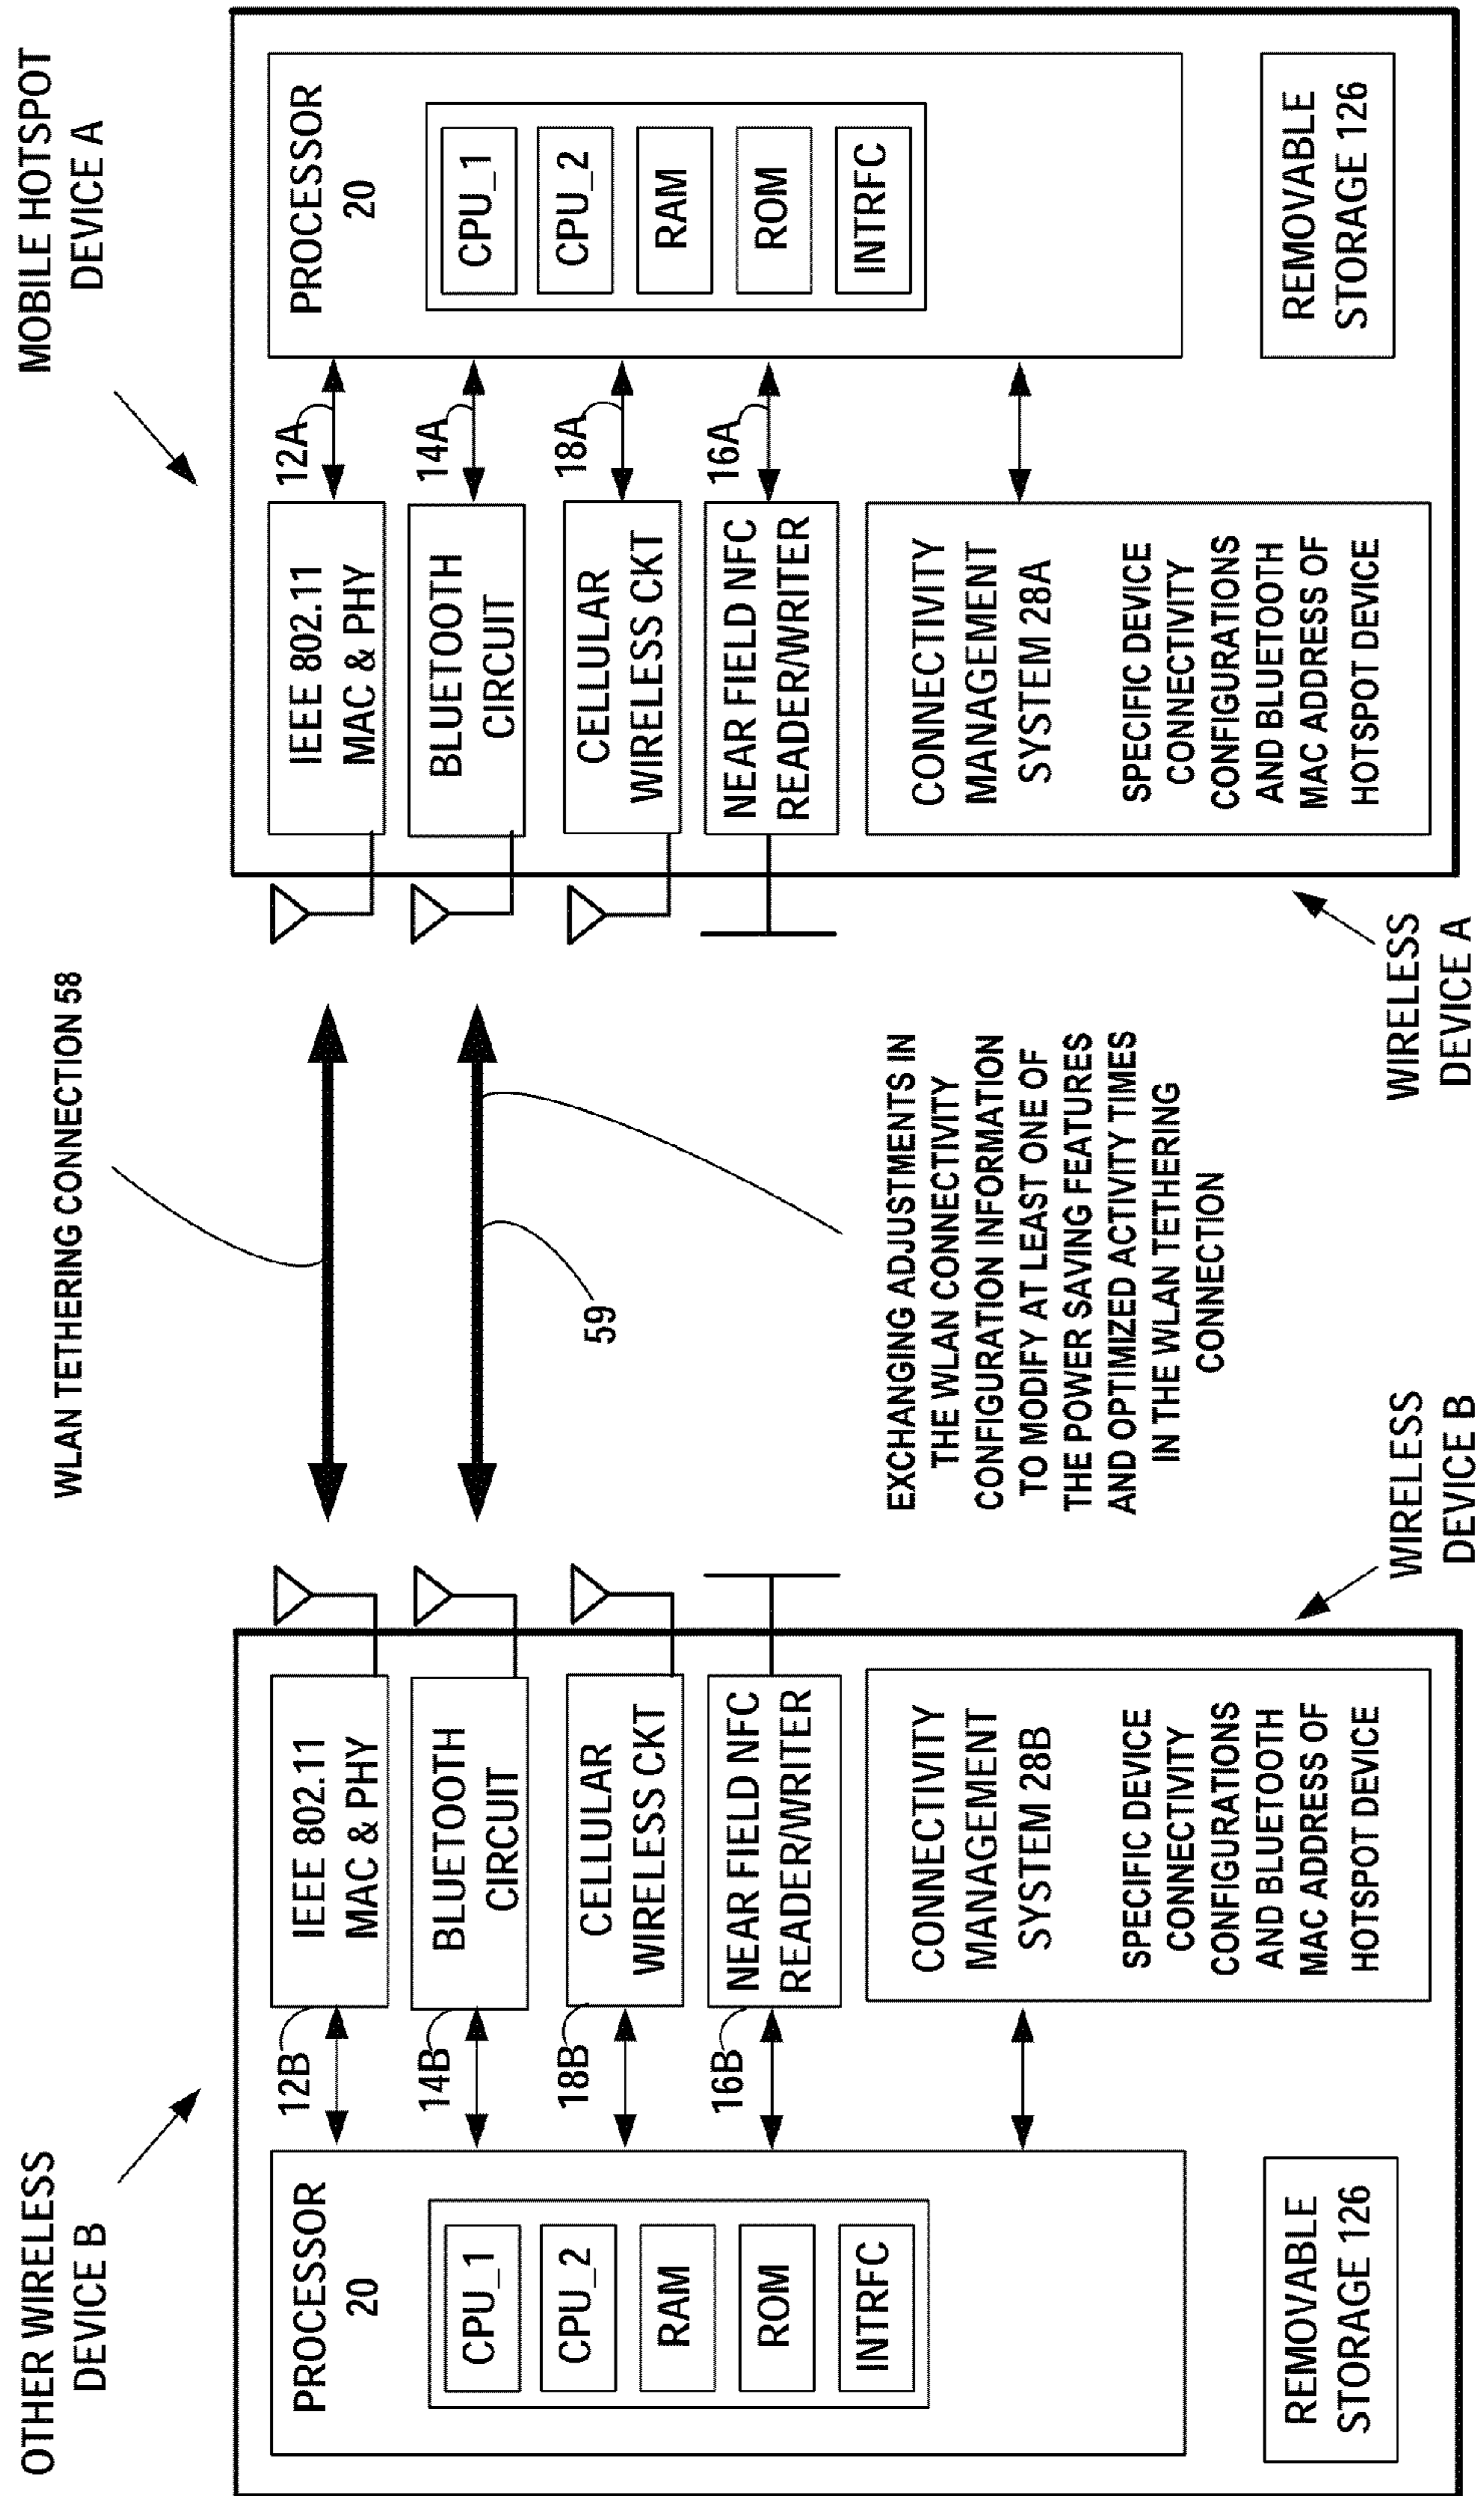 OTHER WIRELESS
DEVICE B
PROCESSOR
20
CPU_1
CPU_2
RAM
ROM
INTRFC
REMOVABLE
STORAGE 126
12B
14B
18B
16B
IEEE 802.11
MAC & PHY
BLUETOOTH
CIRCUIT
CELLULAR
WIRELESS CKT
NEAR FIELD NFC
READER/WRITER
CONNECTIVITY
MANAGEMENT
SYSTEM 28B
SPECIFIC DEVICE
CONNECTIVITY
CONFIGURATIONS
AND BLUETOOTH
MAC ADDRESS OF
HOTSPOT DEVICE
WIRELESS
DEVICE B
WLAN TETHERING CONNECTION 58
59
EXCHANGING ADJUSTMENTS IN
THE WLAN CONNECTIVITY
CONFIGURATION INFORMATION
TO MODIFY AT LEAST ONE OF
THE POWER SAVING FEATURES
AND OPTIMIZED ACTIVITY TIMES
IN THE WLAN TETHERING
CONNECTION
MOBILE HOTSPOT
DEVICE A
IEEE 802.11
MAC & PHY
BLUETOOTH
CIRCUIT
CELLULAR
WIRELESS CKT
NEAR FIELD NFC
READER/WRITER
CONNECTIVITY
MANAGEMENT
SYSTEM 28A
SPECIFIC DEVICE
CONNECTIVITY
CONFIGURATIONS
AND BLUETOOTH
MAC ADDRESS OF
HOTSPOT DEVICE
12A
14A
18A
16A
PROCESSOR
20
CPU_1
CPU_2
RAM
ROM
INTRFC
REMOVABLE
STORAGE 126
WIRELESS
DEVICE A